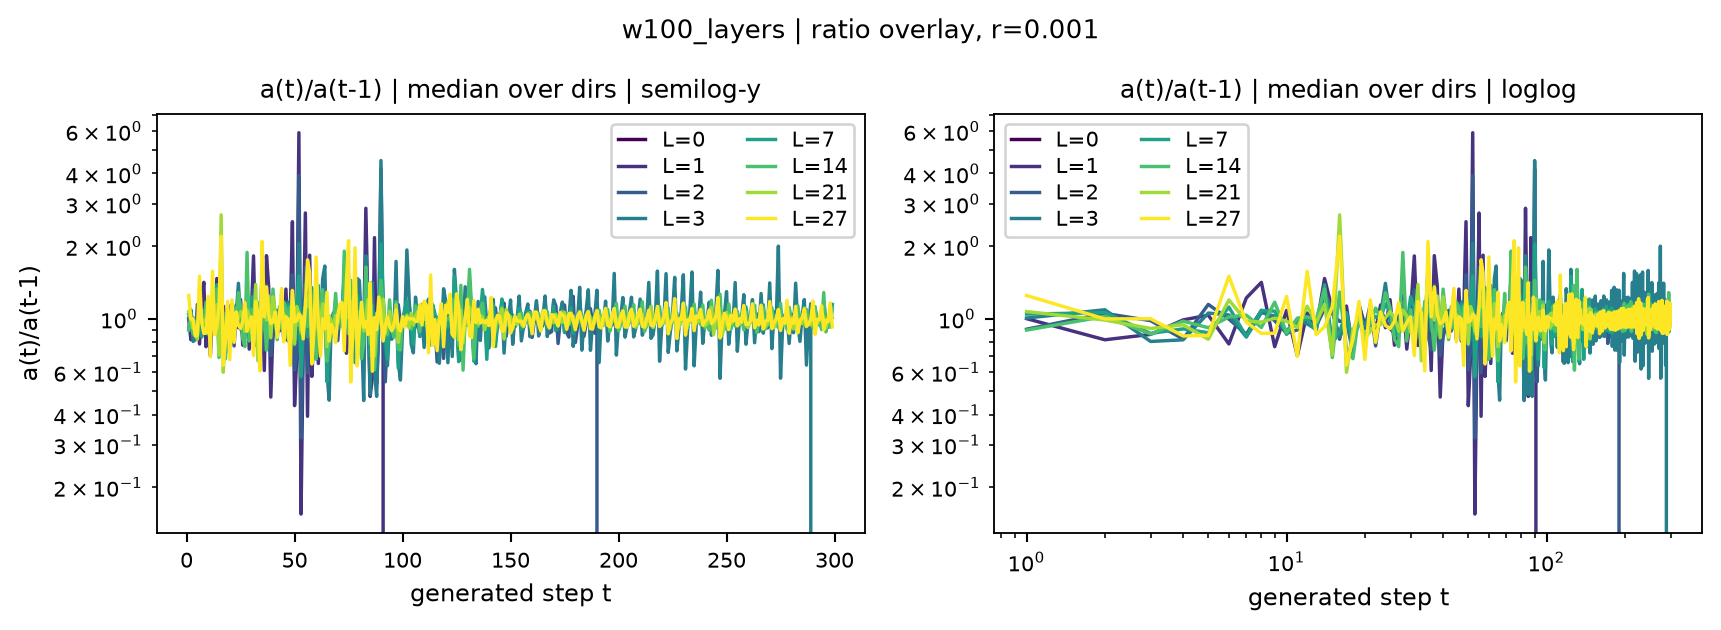 w100_layers | ratio overlay, r=0.001
a(t)/a(t-1) | median over dirs | semilog-y
a(t)/a(t-1)
6 × 10⁰
4 × 10⁰
3 × 10⁰
2 × 10⁰
10⁰
6 × 10⁻¹
4 × 10⁻¹
3 × 10⁻¹
2 × 10⁻¹
L=0
L=1
L=2
L=3
L=7
L=14
L=21
L=27
0 50 100 150 200 250 300
generated step t
a(t)/a(t-1) | median over dirs | loglog
6 × 10⁰
4 × 10⁰
3 × 10⁰
2 × 10⁰
10⁰
6 × 10⁻¹
4 × 10⁻¹
3 × 10⁻¹
2 × 10⁻¹
L=0
L=1
L=2
L=3
L=7
L=14
L=21
L=27
10⁰ 10¹ 10²
generated step t